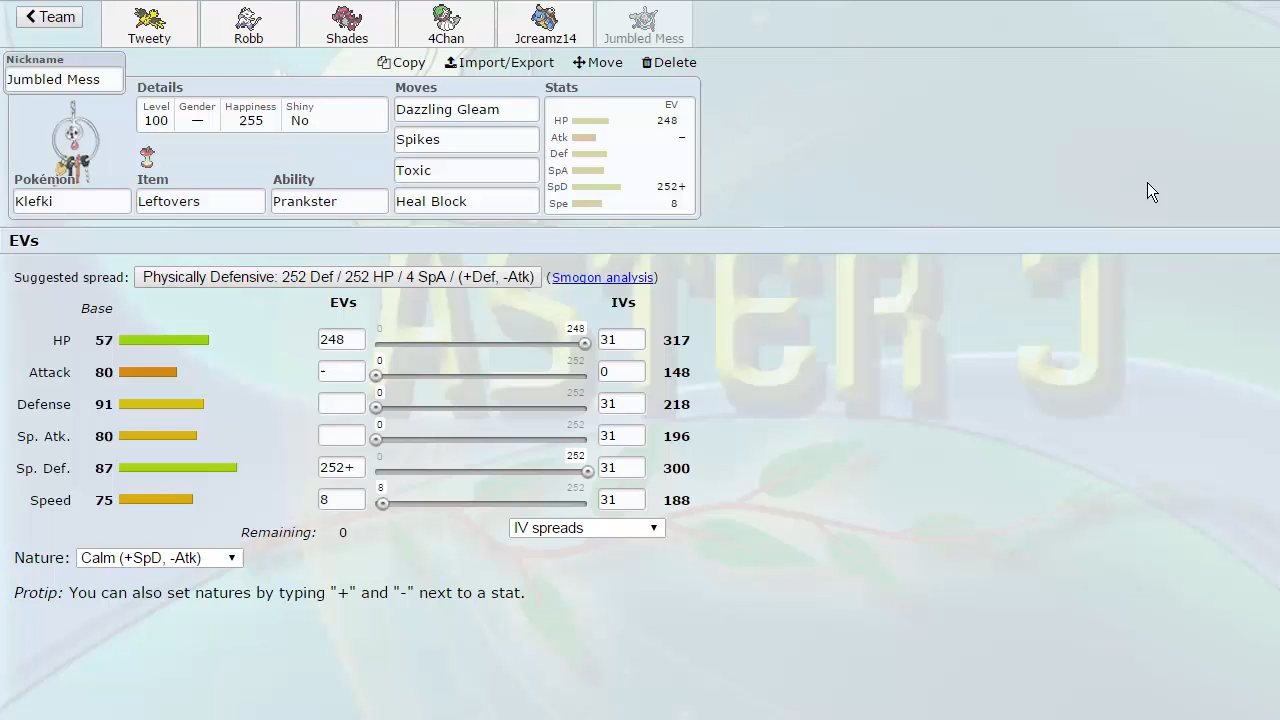 Team
Tweety
Robb
Shades
4Chan
Jcreamz14
Jumbled Mess
Nickname
Jumbled Mess
Copy
Import/Export
Move
Delete
Details
Level
100
Gender
—
Happiness
255
Shiny
No
Pokémon
Klefki
Item
Leftovers
Ability
Prankster
Moves
Dazzling Gleam
Spikes
Toxic
Heal Block
Stats
EV
HP 248
Atk –
Def
SpA
SpD 252+
Spe 8
EVs
Suggested spread: Physically Defensive: 252 Def / 252 HP / 4 SpA / (+Def, -Atk) (Smogon analysis)
Base EVs IVs
HP 57 248 0 248 31 317
Attack 80 - 0 252 0 148
Defense 91 0 252 31 218
Sp. Atk. 80 0 252 31 196
Sp. Def. 87 252+ 0 252 31 300
Speed 75 8 8 252 31 188
Remaining: 0 IV spreads
Nature: Calm (+SpD, -Atk)
Protip: You can also set natures by typing "+" and "-" next to a stat.
ASTER J